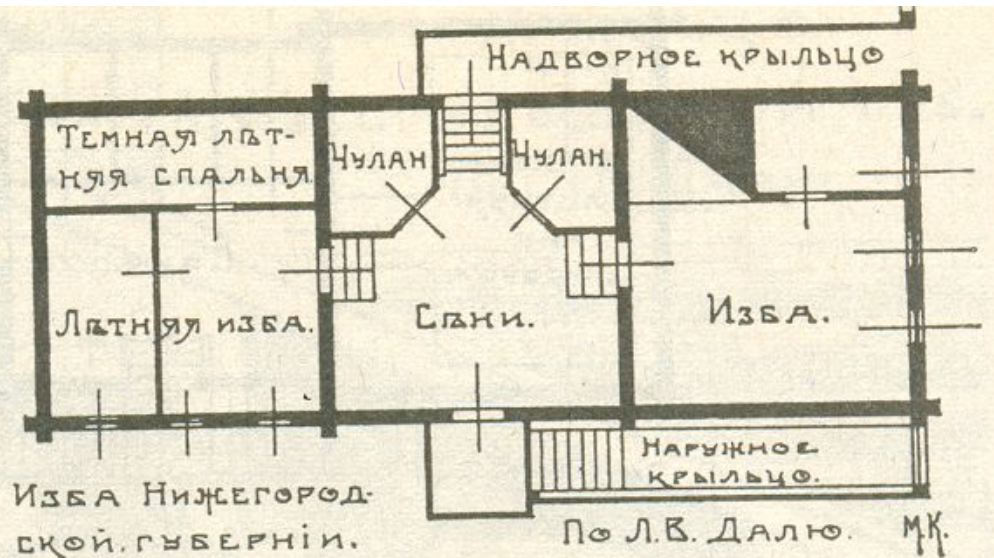 Надворное крыльцо
Темная лѣт-
няя спальня
Чулан
Чулан.
Лѣтняя изба.
Сѣни.
Изба.
Наружное
крыльцо.
Изба Нижегород-
ской. губерніи.
По Л.В. Далю.
М.К.